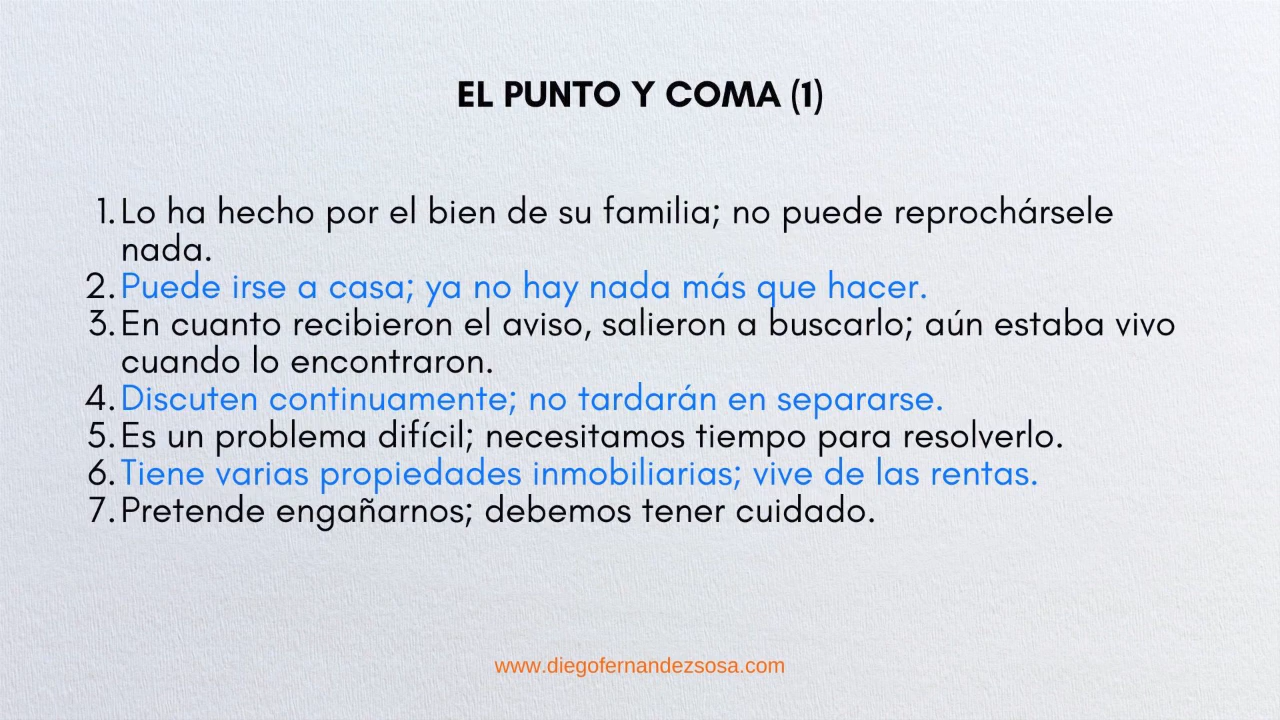 EL PUNTO Y COMA (1)
1. Lo ha hecho por el bien de su familia; no puede reprochársele
nada.
2. Puede irse a casa; ya no hay nada más que hacer.
3. En cuanto recibieron el aviso, salieron a buscarlo; aún estaba vivo
cuando lo encontraron.
4. Discuten continuamente; no tardarán en separarse.
5. Es un problema difícil; necesitamos tiempo para resolverlo.
6. Tiene varias propiedades inmobiliarias; vive de las rentas.
7. Pretende engañarnos; debemos tener cuidado.
www.diegofernandezsosa.com